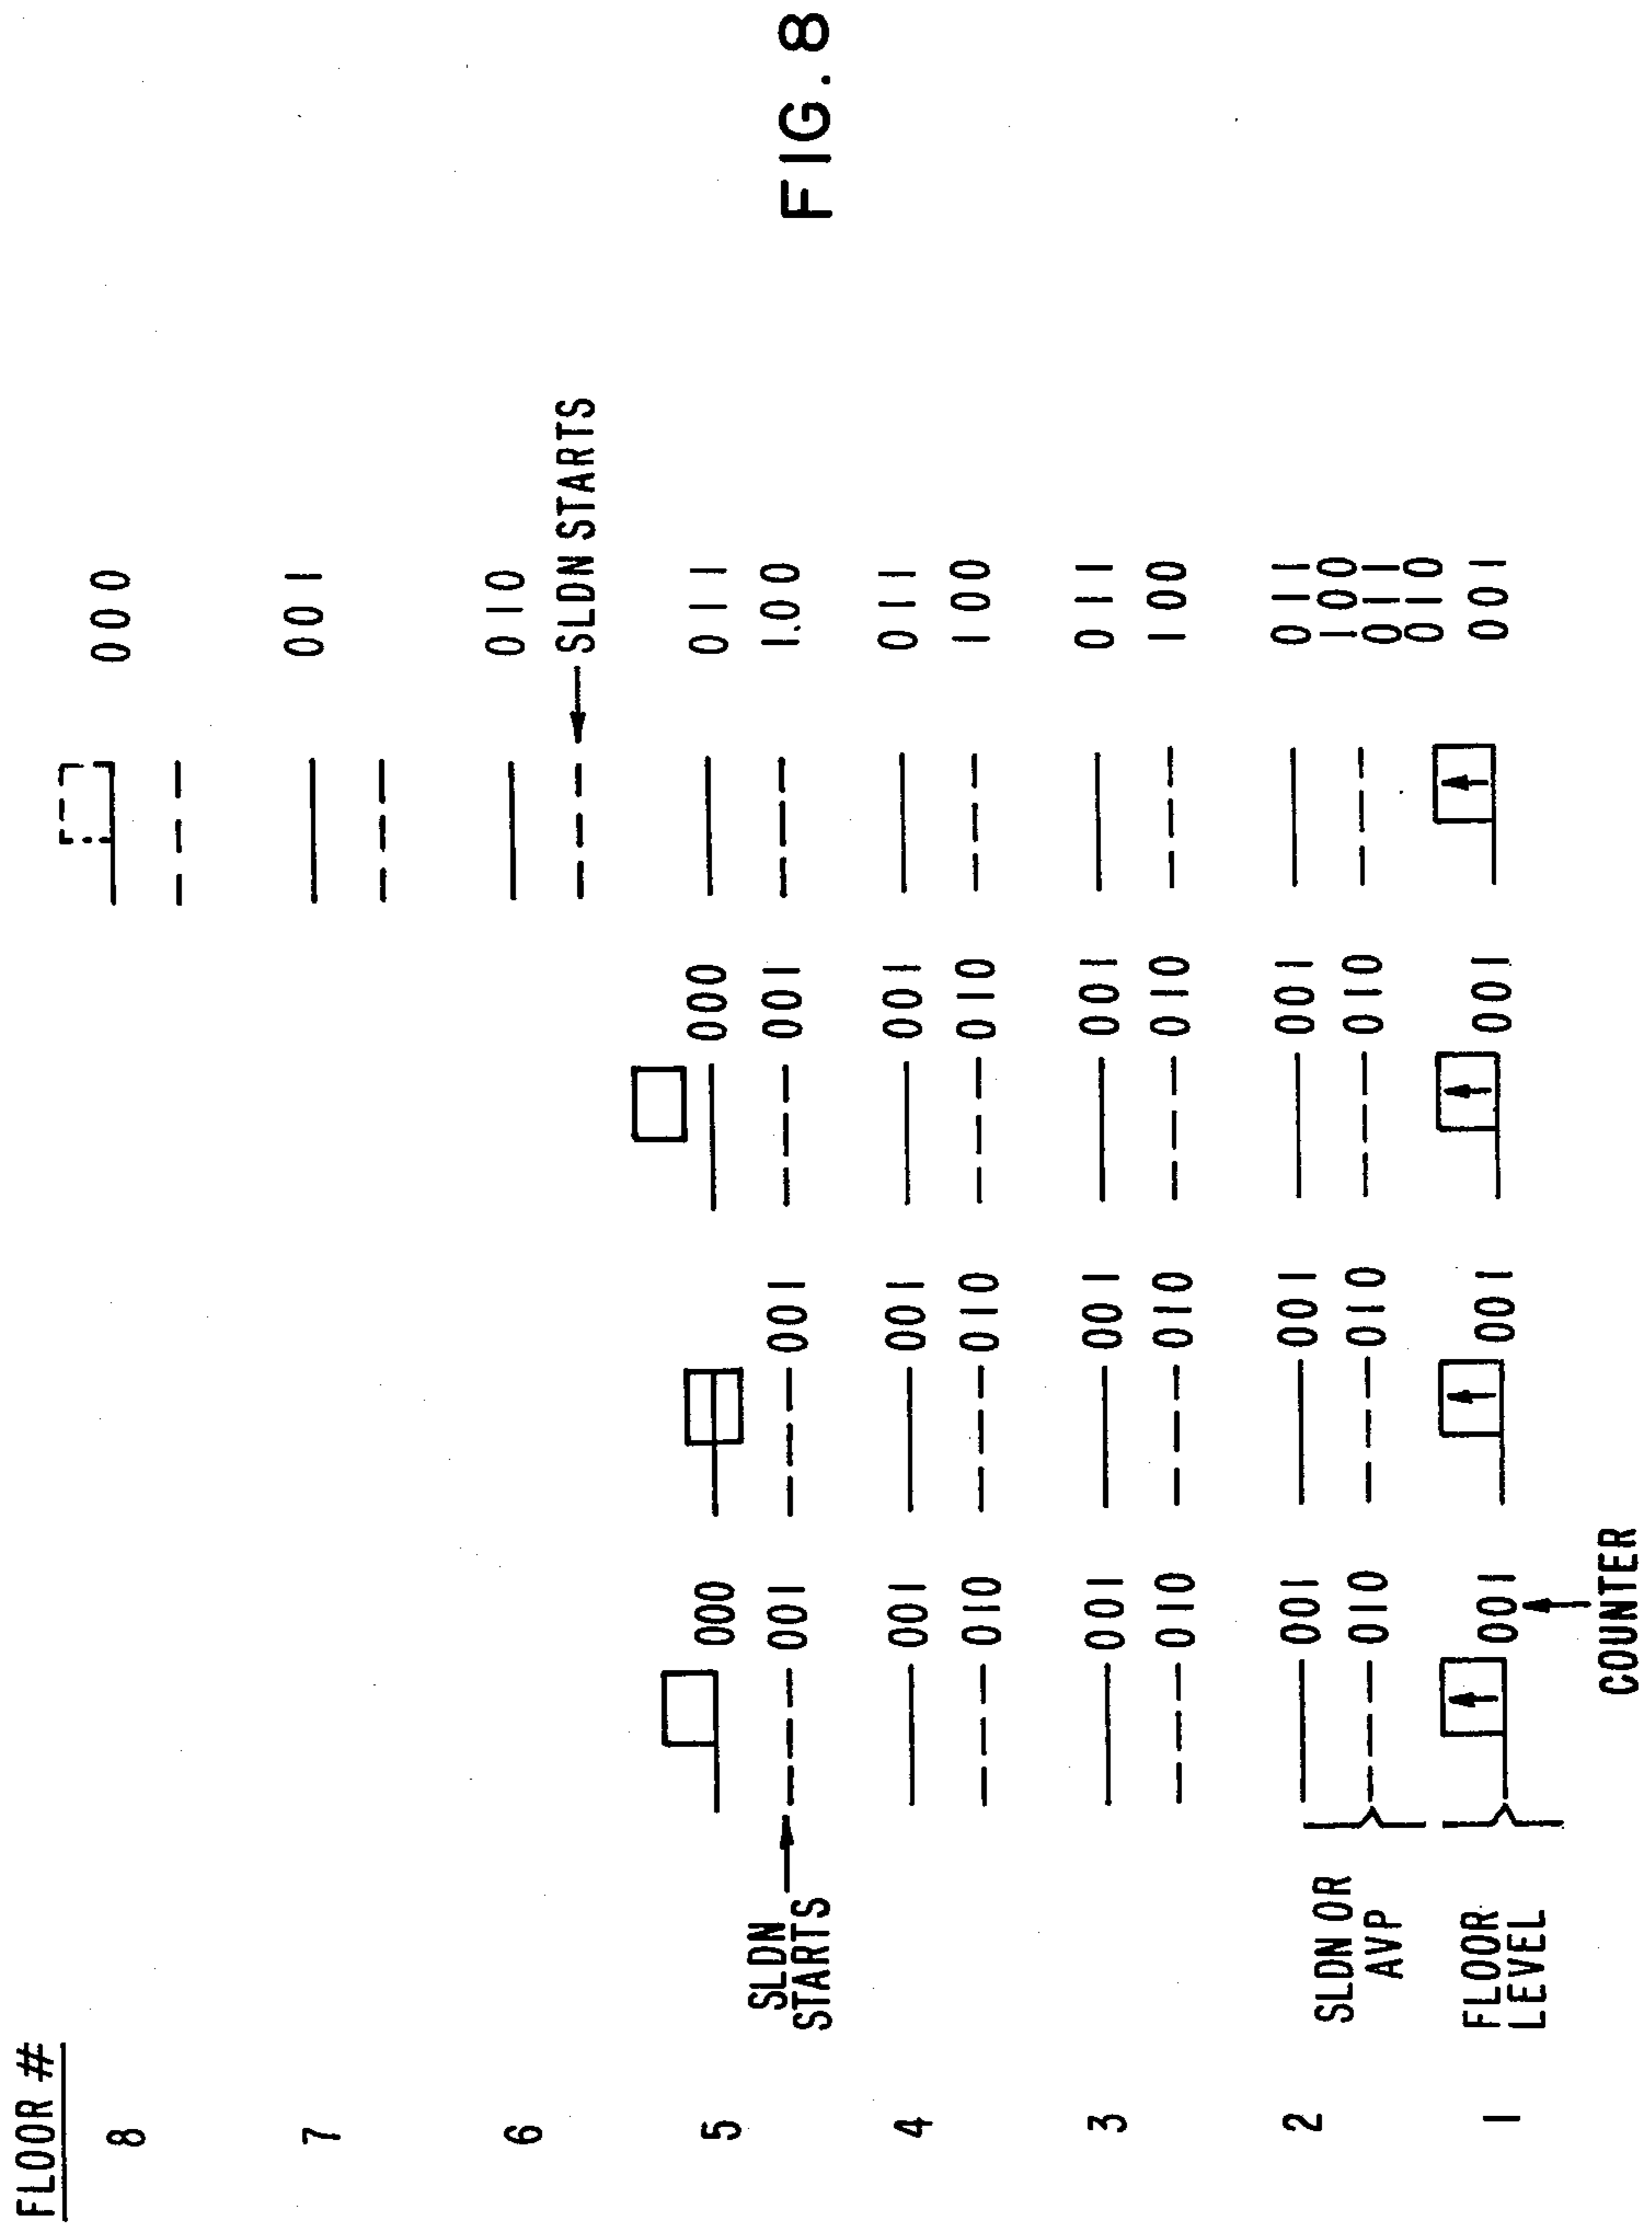 FLOOR #
8 000
7 001
6 010
SLDN STARTS
5 000 000 011
SLDN 001 001 001 100
STARTS
FIG. 8
4 001 001 001 011
010 010 010 100
3 001 001 001 011
010 010 010 100
2 001 001 001 011
SLDN OR 100
AVP 010 010 010 011
010
1 FLOOR 001 001 001 001
LEVEL
COUNTER